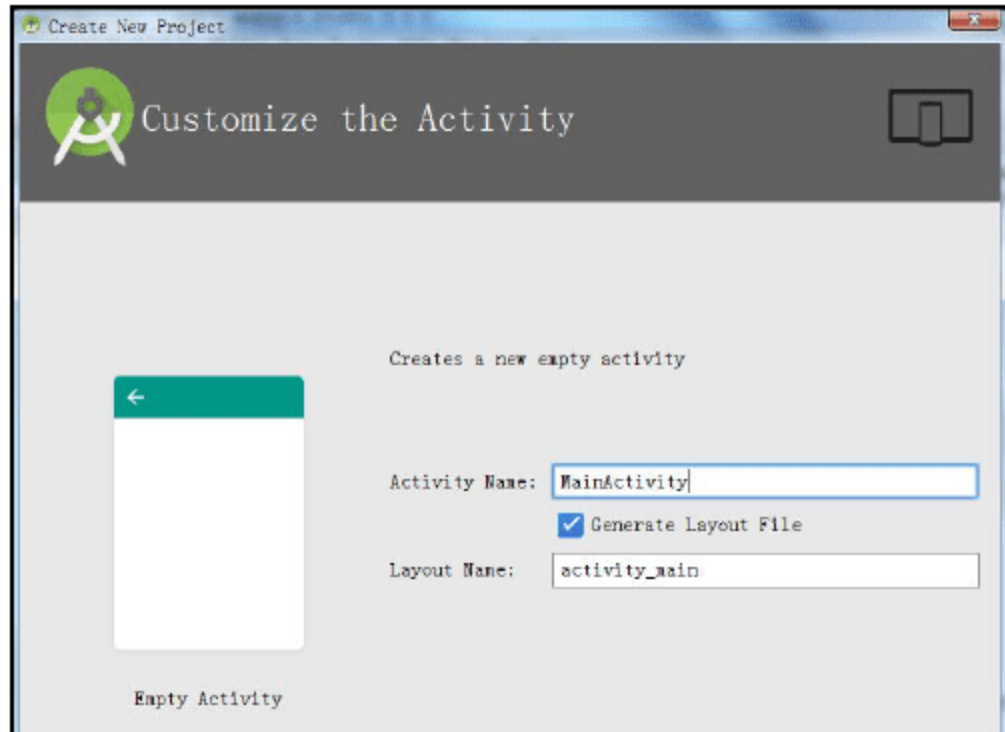 Create New Project
Customize the Activity
Creates a new empty activity
Activity Name: MainActivity
Generate Layout File
Layout Name: activity_main
Empty Activity